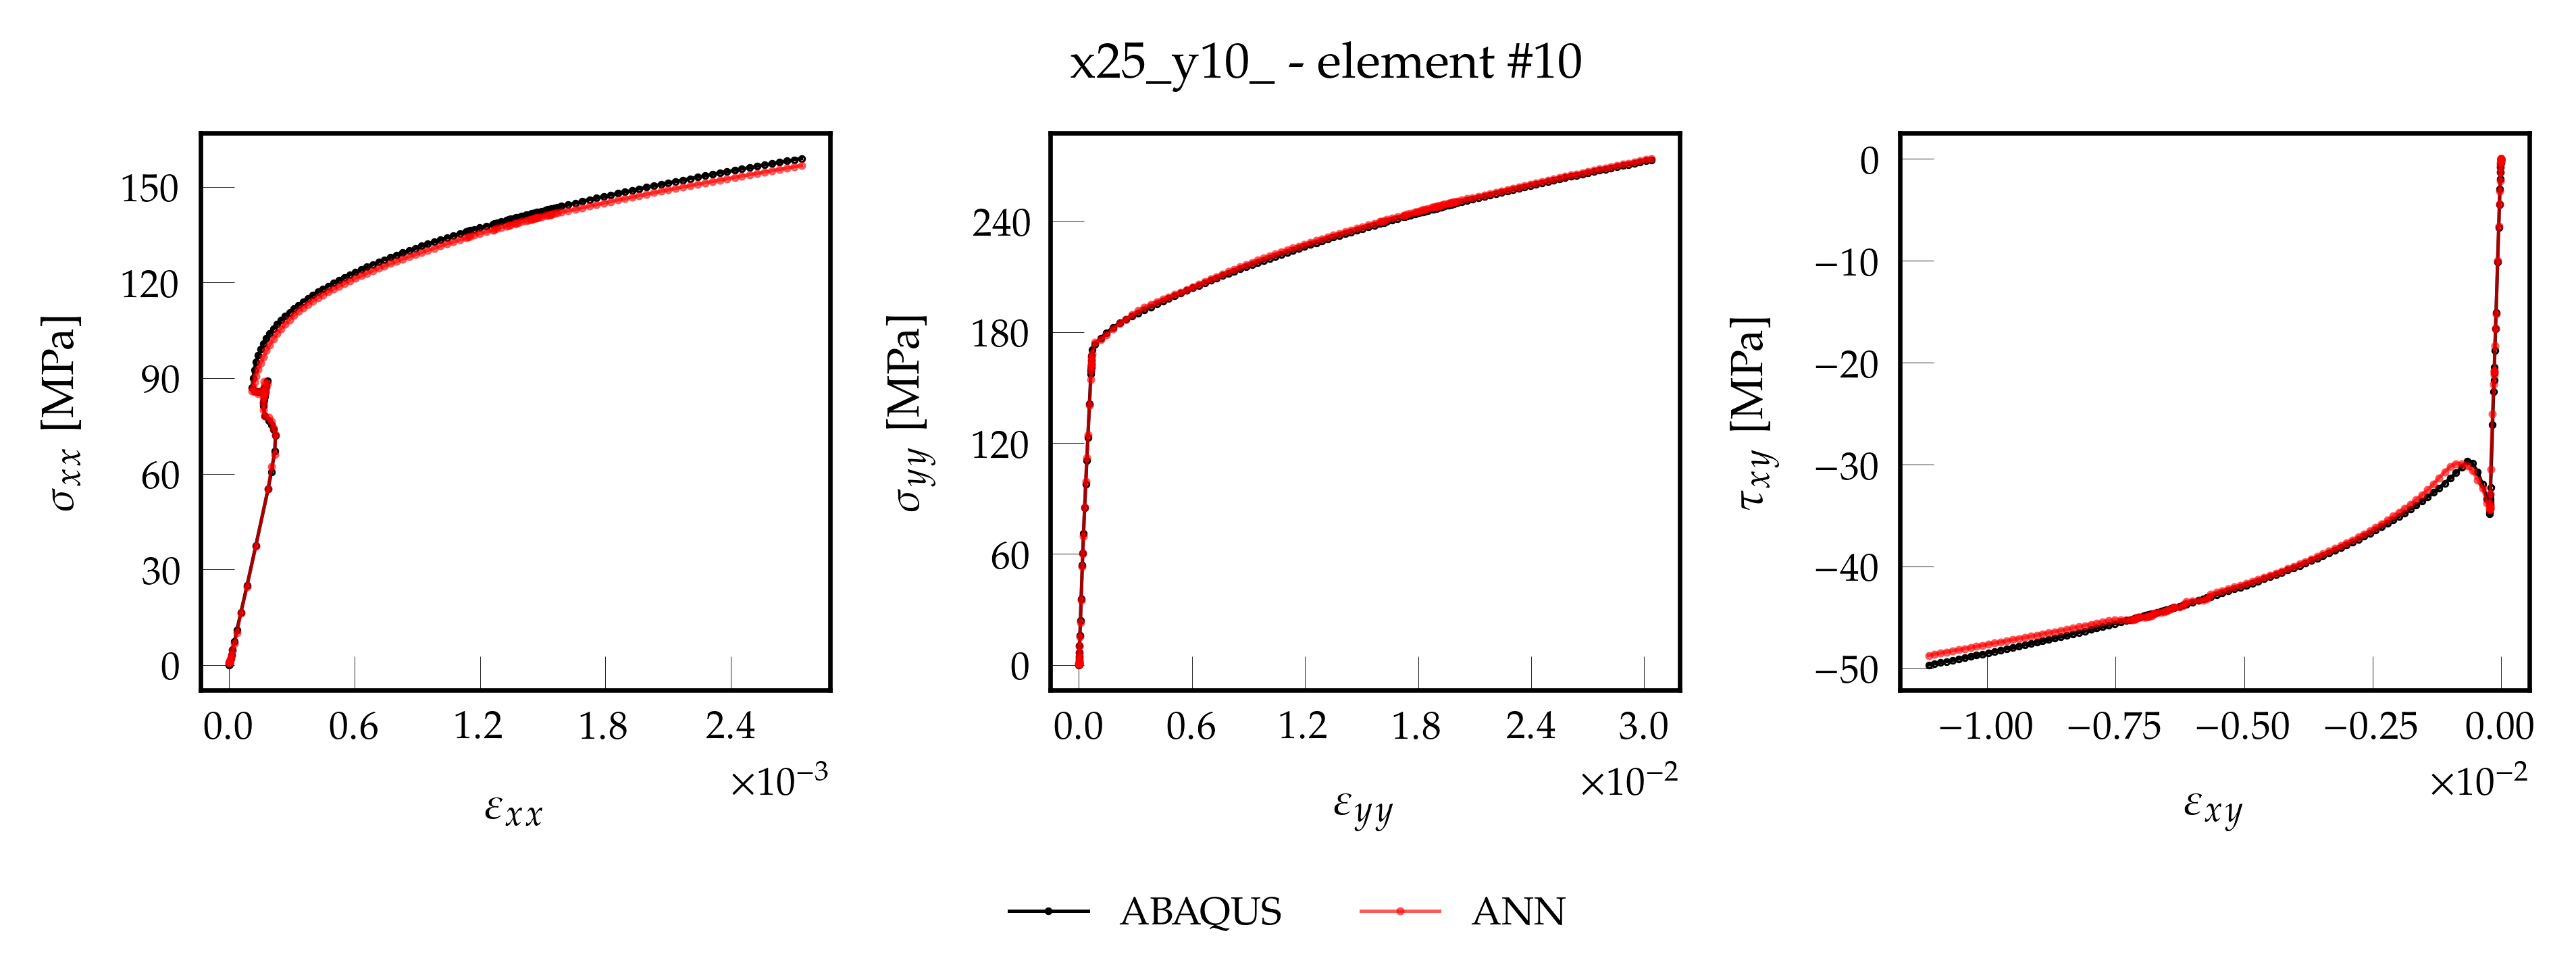 x25_y10_ - element #10
σxx [MPa]
150
120
90
60
30
0
0.0 0.6 1.2 1.8 2.4
×10⁻³
εxx
σyy [MPa]
240
180
120
60
0
0.0 0.6 1.2 1.8 2.4 3.0
×10⁻²
εyy
τxy [MPa]
0
−10
−20
−30
−40
−50
−1.00 −0.75 −0.50 −0.25 0.00
×10⁻²
εxy
ABAQUS ANN